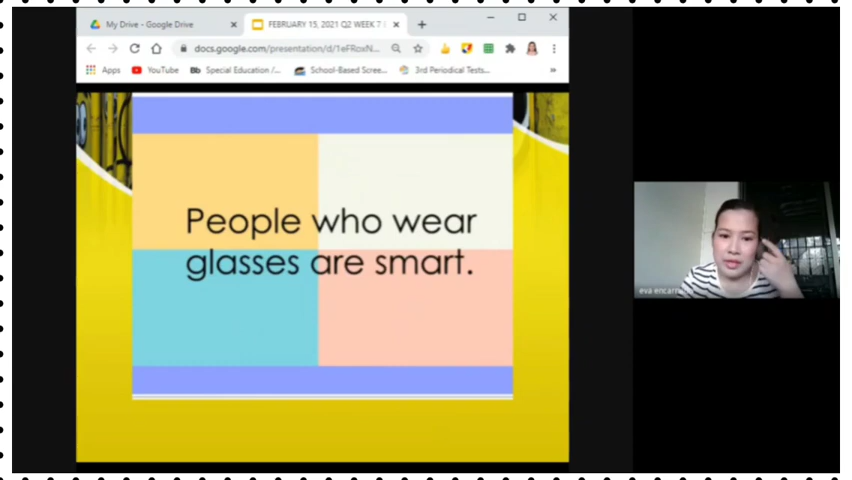 My Drive - Google Drive
FEBRUARY 15, 2021 Q2 WEEK 7
docs.google.com/presentation/d/1eFRoxN...
Apps
YouTube
Bb Special Education /...
School-Based Scree...
3rd Periodical Tests...
People who wear
glasses are smart.
eva